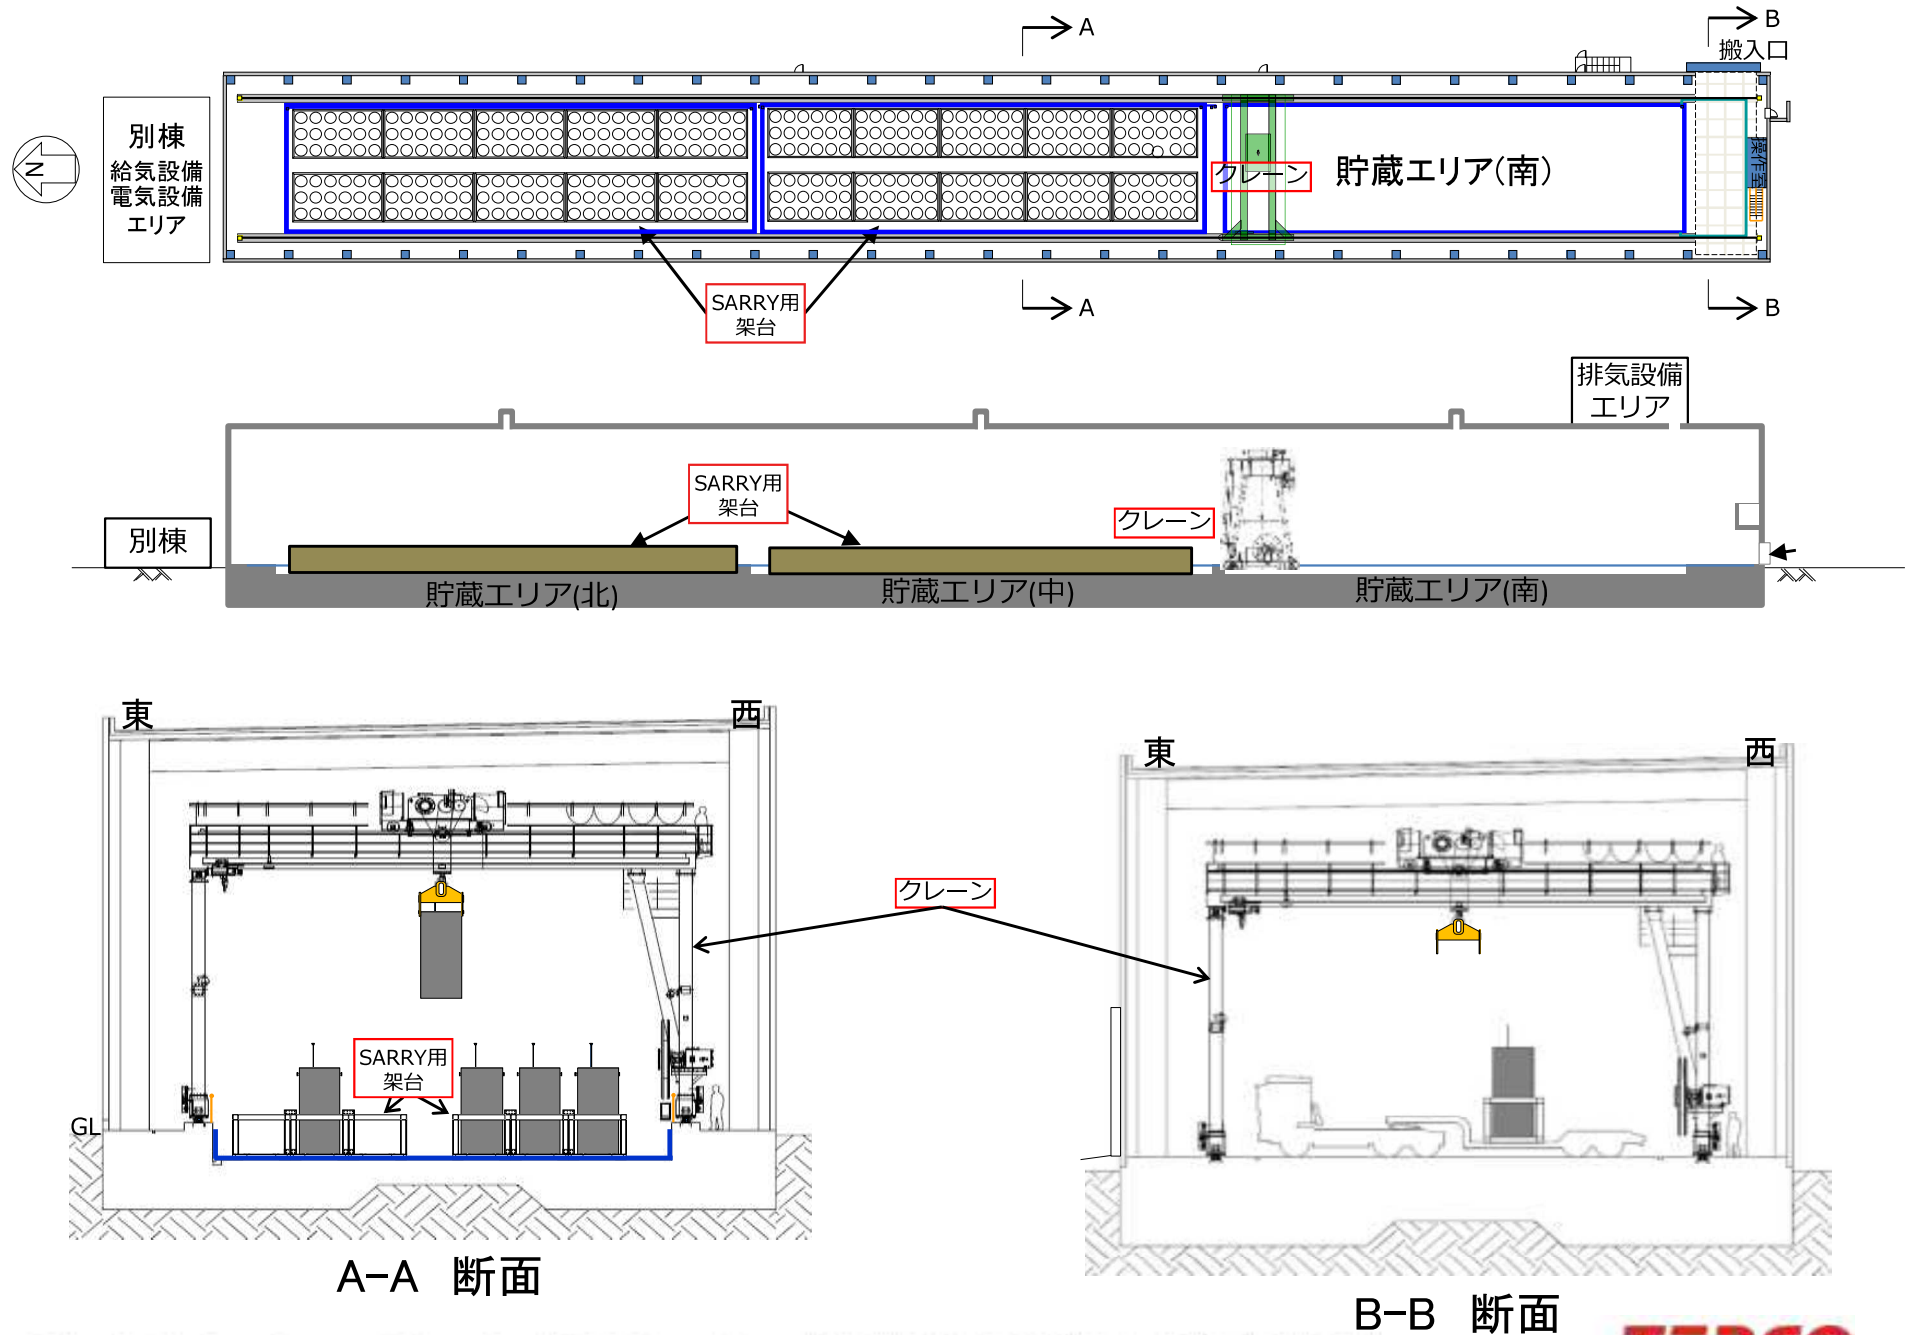 A
B
搬入口
別棟
給気設備
電気設備
エリア
N
クレーン
貯蔵エリア(南)
操作室
SARRY用
架台
A
B
排気設備
エリア
SARRY用
架台
クレーン
別棟
貯蔵エリア(北)
貯蔵エリア(中)
貯蔵エリア(南)
東
西
東
西
クレーン
SARRY用
架台
GL
A-A 断面
B-B 断面
TEPCO